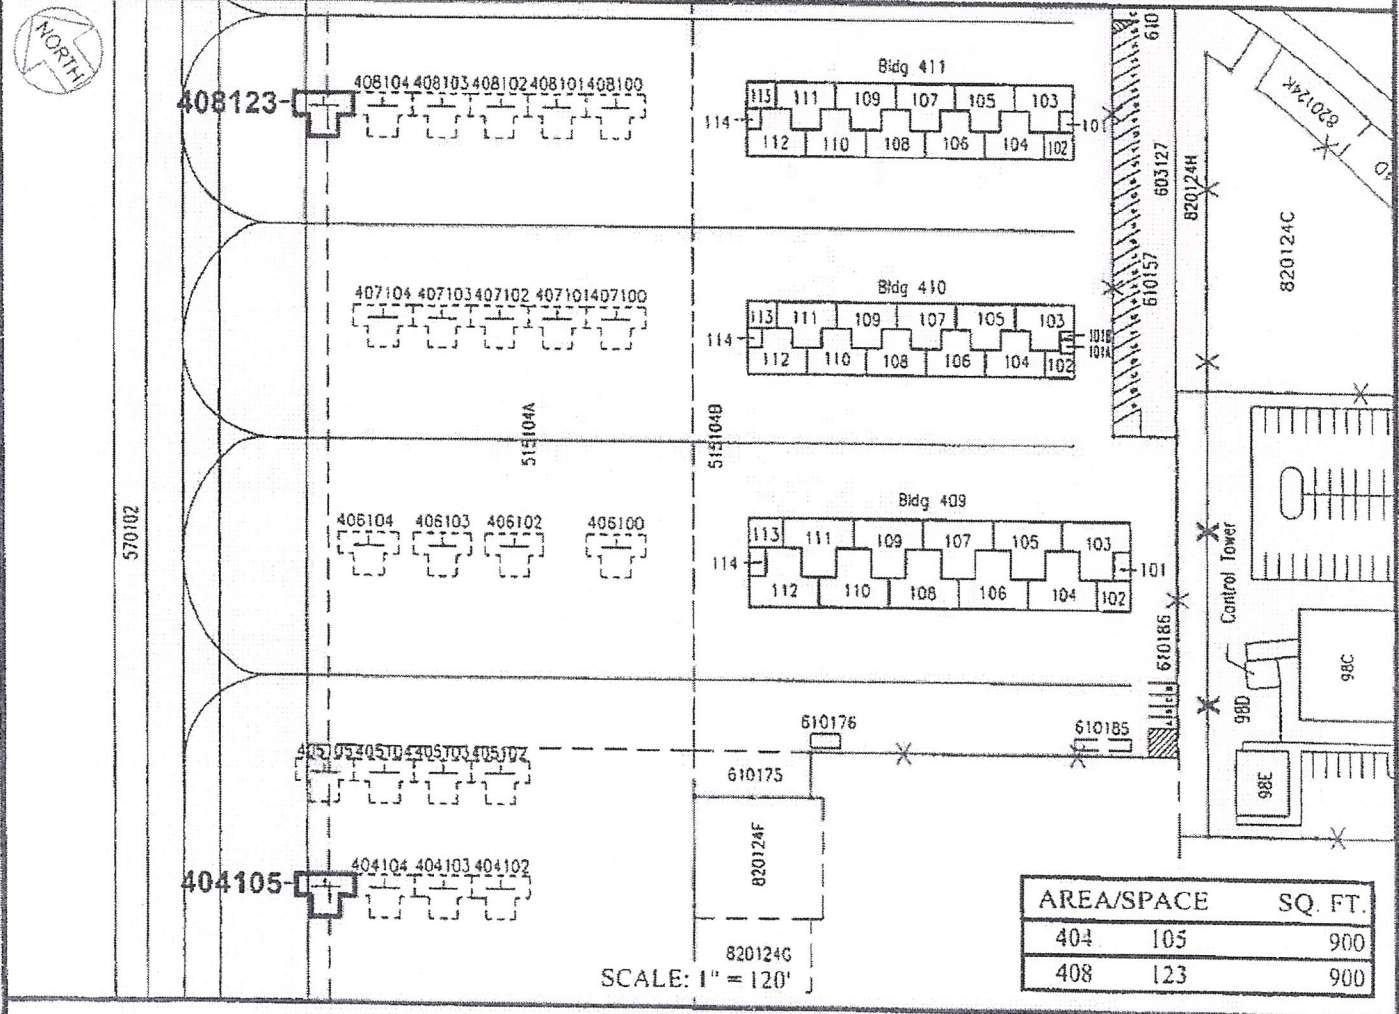 NORTH
610
Bldg 411
408104 408103 408102 408101 408100
408123
113 111 109 107 105 103
114 101
112 110 108 106 104 102
820124K
603127
820124H
820124C
610157
Bldg 410
407104 407103 407102 407101 407100
113 111 109 107 105 103
114 101B
101A
112 110 108 106 104 102
515104A
515104B
570102
Bldg 409
406104 406103 406102 406100
113 111 109 107 105 103
114 101
112 110 108 106 104 102
Control Tower
610186
98C
98D
98E
610176
610185
405105 405104 405103 405102
610175
820124F
404104 404103 404102
404105
820124G
SCALE: 1" = 120'
AREA/SPACE SQ. FT.
404 105 900
408 123 900